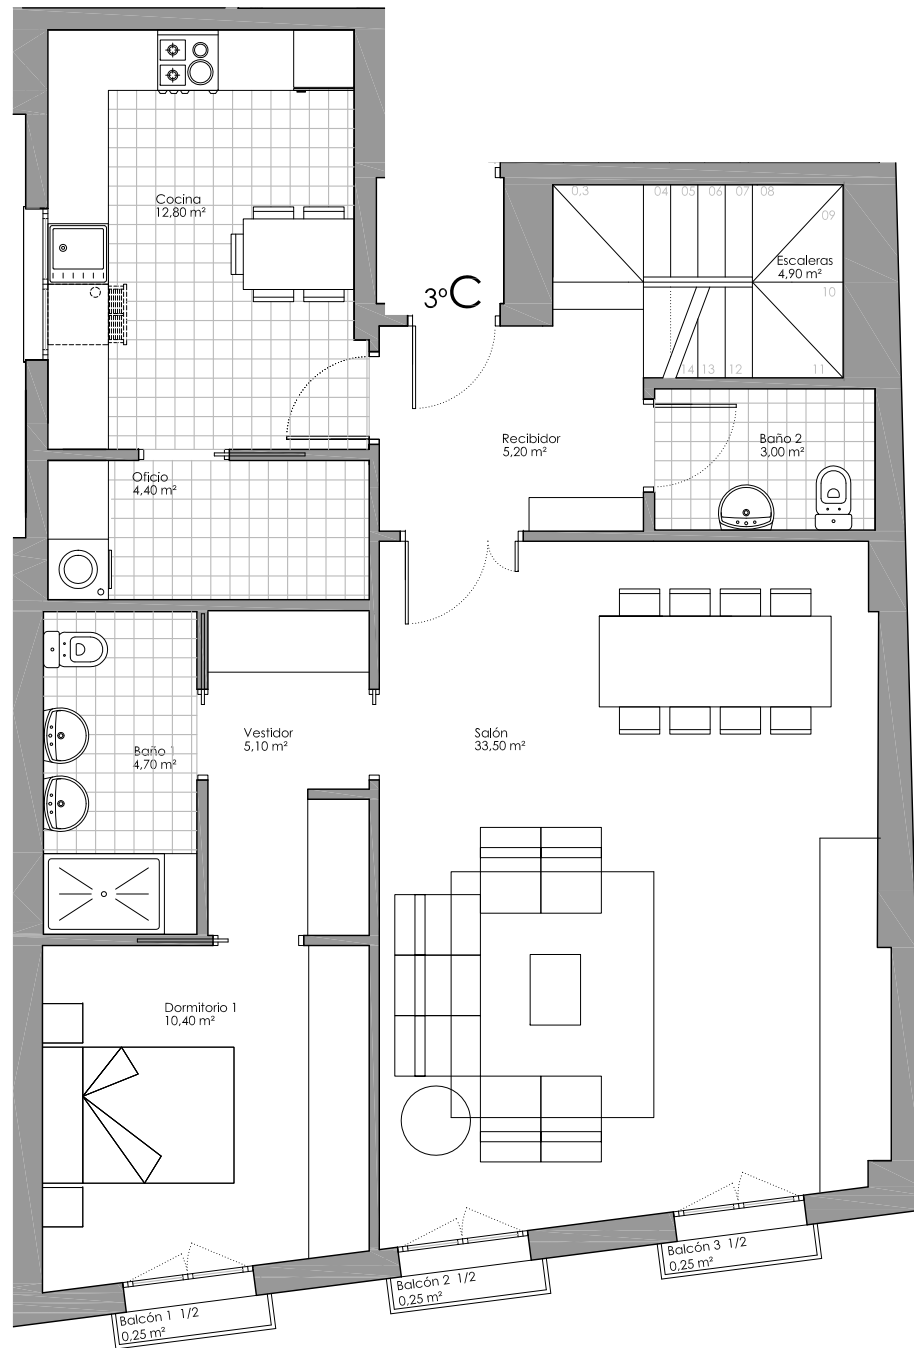 Cocina
12,80 m²
0,3
04
05
06
07
08
09
Escaleras
4,90 m²
10
3ºC
14
13
12
11
Recibidor
5,20 m²
Baño 2
3,00 m²
Oficio
4,40 m²
Baño 1
4,70 m²
Vestidor
5,10 m²
Salón
33,50 m²
Dormitorio 1
10,40 m²
Balcón 1 1/2
0,25 m²
Balcón 2 1/2
0,25 m²
Balcón 3 1/2
0,25 m²